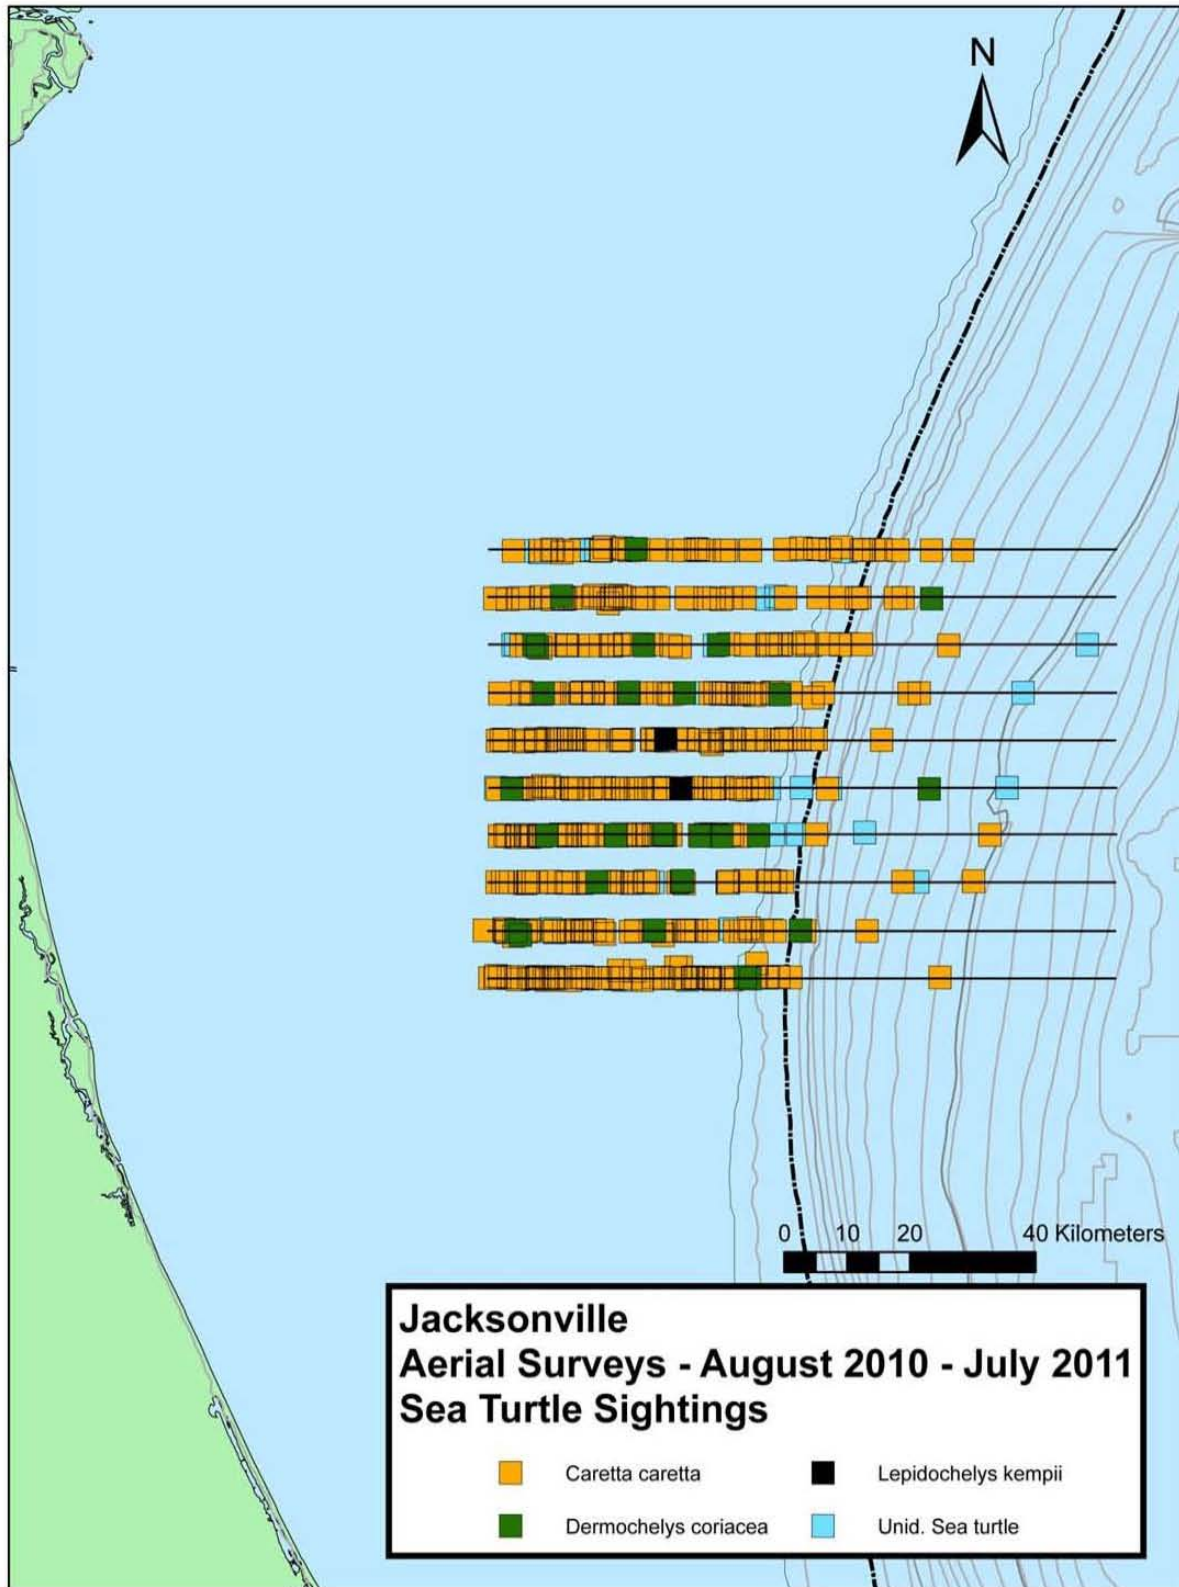 N
0 10 20 40 Kilometers
Jacksonville
Aerial Surveys - August 2010 - July 2011
Sea Turtle Sightings
Caretta caretta
Lepidochelys kempii
Dermochelys coriacea
Unid. Sea turtle